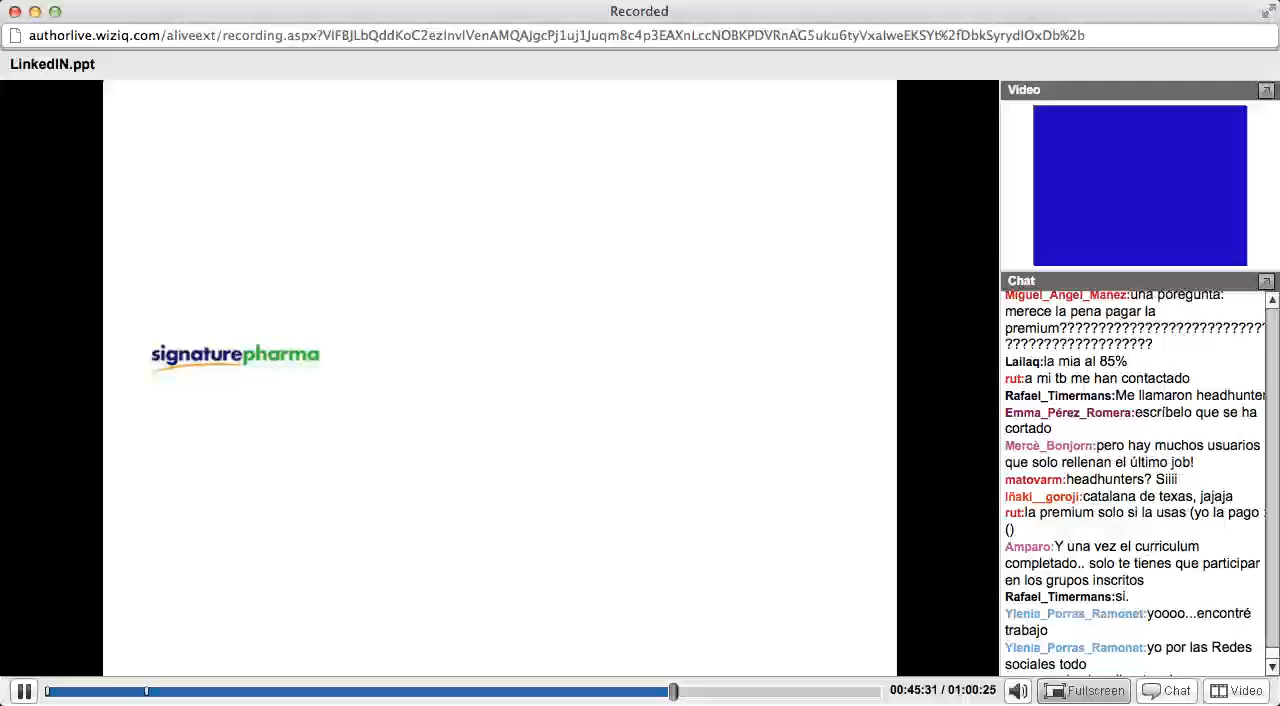 Recorded
authorlive.wiziq.com/aliveext/recording.aspx?
LinkedIN.ppt
signaturepharma
Video
Chat
Miguel_Angel_Mañez:una poregunta:
merece la pena pagar la
premium???????????????????????????
???????????????????
Lailaq:la mia al 85%
rut:a mi tb me han contactado
Rafael_Timermans:Me llamaron headhunter
Emma_Pérez_Romera:escríbelo que se ha
cortado
Mercè_Bonjorn:pero hay muchos usuarios
que solo rellenan el último job!
matovarm:headhunters? Siiii
Iñaki__goroji:catalana de texas, jajaja
rut:la premium solo si la usas (yo la pago :
()
Amparo:Y una vez el curriculum
completado.. solo te tienes que participar
en los grupos inscritos
Rafael_Timermans:si.
Ylenia_Porras_Ramonet:yoooo...encontré
trabajo
Ylenia_Porras_Ramonet:yo por las Redes
sociales todo
00:45:31 / 01:00:25
Fullscreen
Chat
Video